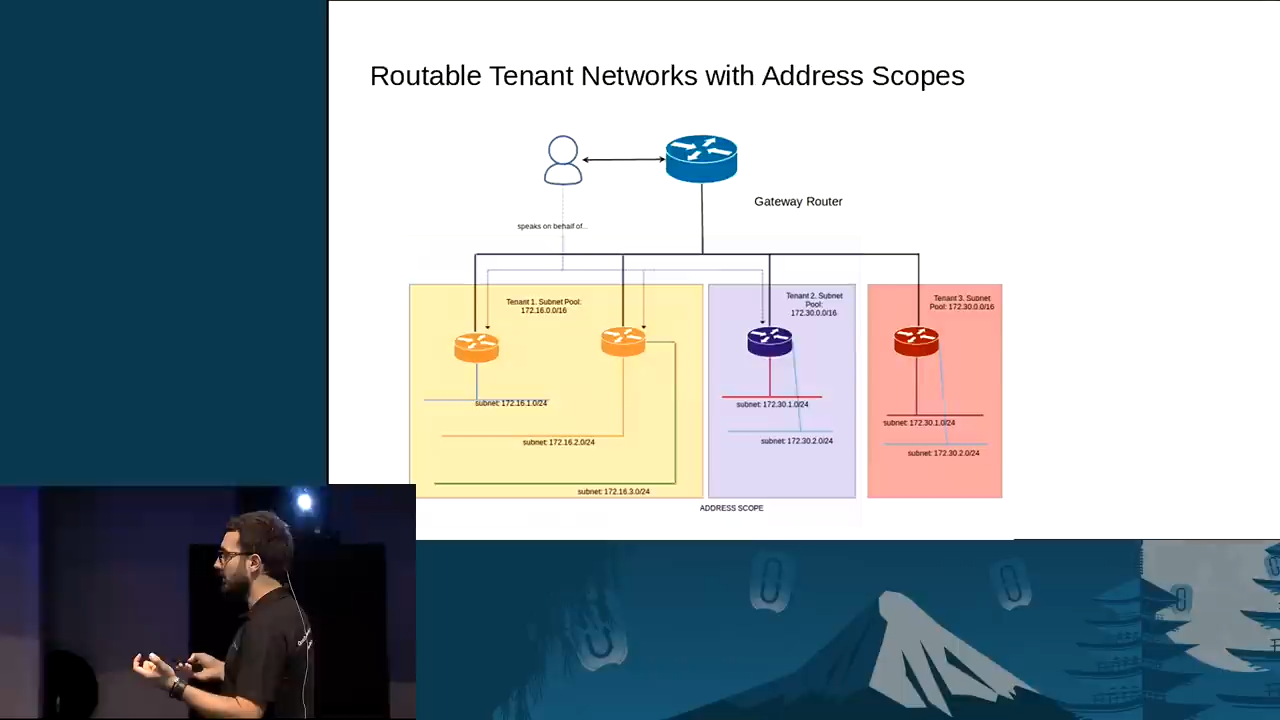 Routable Tenant Networks with Address Scopes
Gateway Router
speaks on behalf of...
Tenant 1. Subnet Pool:
172.16.0.0/16
Tenant 2. Subnet
Pool:
172.30.0.0/16
Tenant 3. Subnet
Pool: 172.30.0.0/16
subnet: 172.16.1.0/24
subnet: 172.16.2.0/24
subnet: 172.16.3.0/24
subnet: 172.30.1.0/24
subnet: 172.30.2.0/24
subnet: 172.30.1.0/24
subnet: 172.30.2.0/24
ADDRESS SCOPE